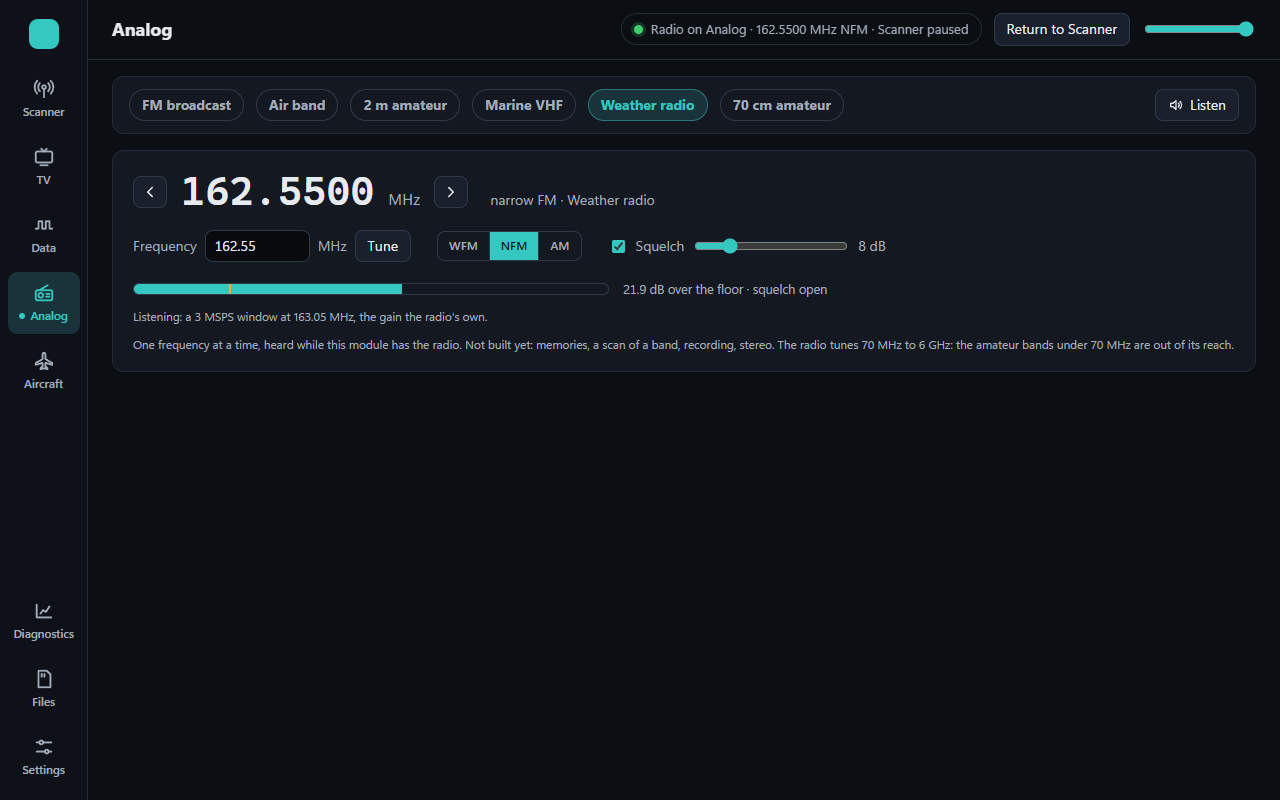 Analog
Radio on Analog · 162.5500 MHz NFM · Scanner paused
Return to Scanner
Scanner
TV
Data
Analog
Aircraft
Diagnostics
Files
Settings
FM broadcast
Air band
2 m amateur
Marine VHF
Weather radio
70 cm amateur
Listen
162.5500 MHz
narrow FM · Weather radio
Frequency 162.55 MHz Tune
WFM NFM AM
Squelch 8 dB
21.9 dB over the floor · squelch open
Listening: a 3 MSPS window at 163.05 MHz, the gain the radio's own.
One frequency at a time, heard while this module has the radio. Not built yet: memories, a scan of a band, recording, stereo. The radio tunes 70 MHz to 6 GHz: the amateur bands under 70 MHz are out of its reach.